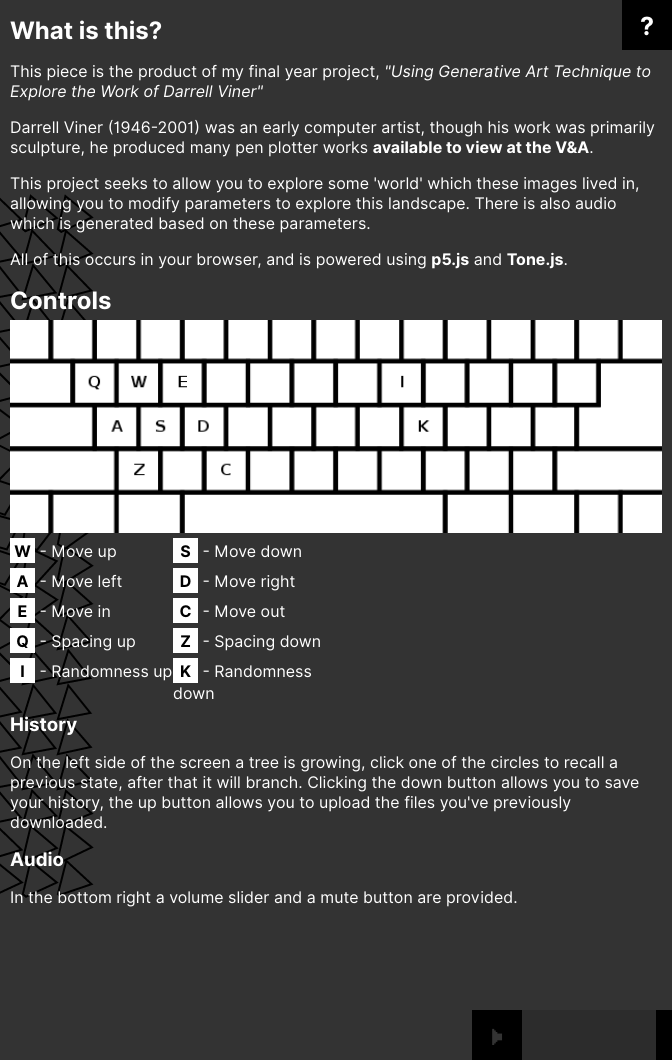 What is this?
?
This piece is the product of my final year project, "Using Generative Art Technique to
Explore the Work of Darrell Viner"
Darrell Viner (1946-2001) was an early computer artist, though his work was primarily
sculpture, he produced many pen plotter works available to view at the V&A.
This project seeks to allow you to explore some 'world' which these images lived in,
allowing you to modify parameters to explore this landscape. There is also audio
which is generated based on these parameters.
All of this occurs in your browser, and is powered using p5.js and Tone.js.
Controls
Q W E I
A S D K
Z C
W - Move up S - Move down
A - Move left D - Move right
E - Move in C - Move out
Q - Spacing up Z - Spacing down
I - Randomness up K - Randomness
down
History
On the left side of the screen a tree is growing, click one of the circles to recall a
previous state, after that it will branch. Clicking the down button allows you to save
your history, the up button allows you to upload the files you've previously
downloaded.
Audio
In the bottom right a volume slider and a mute button are provided.